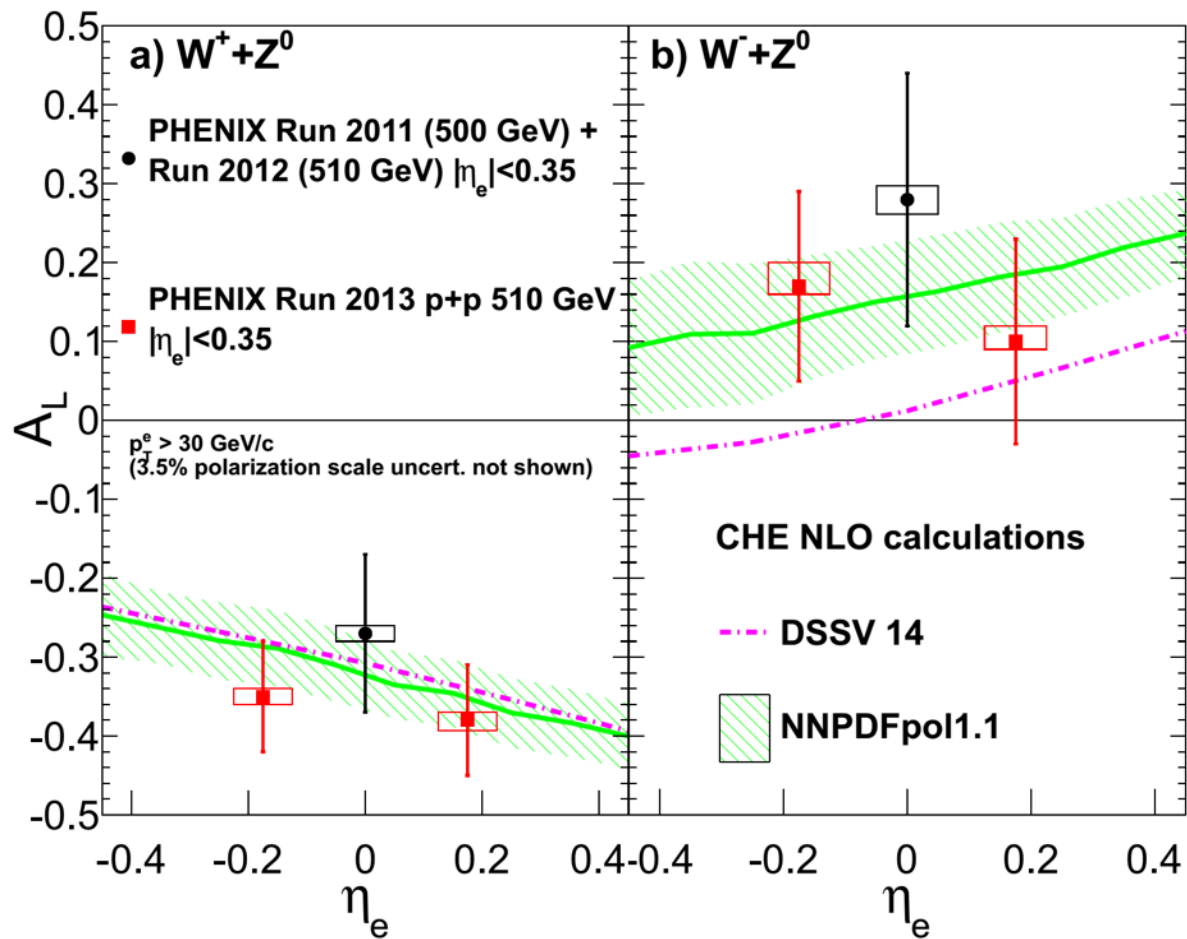 a) W⁺+Z⁰
b) W⁻+Z⁰
PHENIX Run 2011 (500 GeV) +
Run 2012 (510 GeV) |ηₑ|<0.35
PHENIX Run 2013 p+p 510 GeV
|ηₑ|<0.35
p_T^e > 30 GeV/c
(3.5% polarization scale uncert. not shown)
CHE NLO calculations
DSSV 14
NNPDFpol1.1
A_L
0.5
0.4
0.3
0.2
0.1
0
-0.1
-0.2
-0.3
-0.4
-0.5
-0.4 -0.2 0 0.2 0.4
-0.4 -0.2 0 0.2 0.4
ηₑ
ηₑ